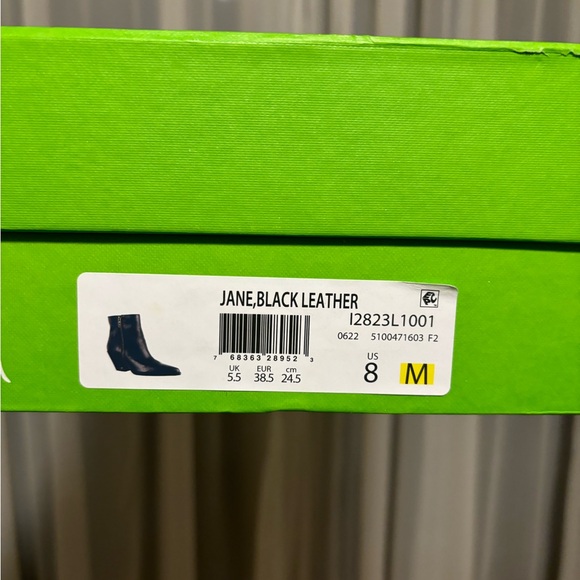 JANE,BLACK LEATHER
I2823L1001
7 68363 28952 3
0622 5100471603 F2
UK EUR cm
5.5 38.5 24.5
US
8 M